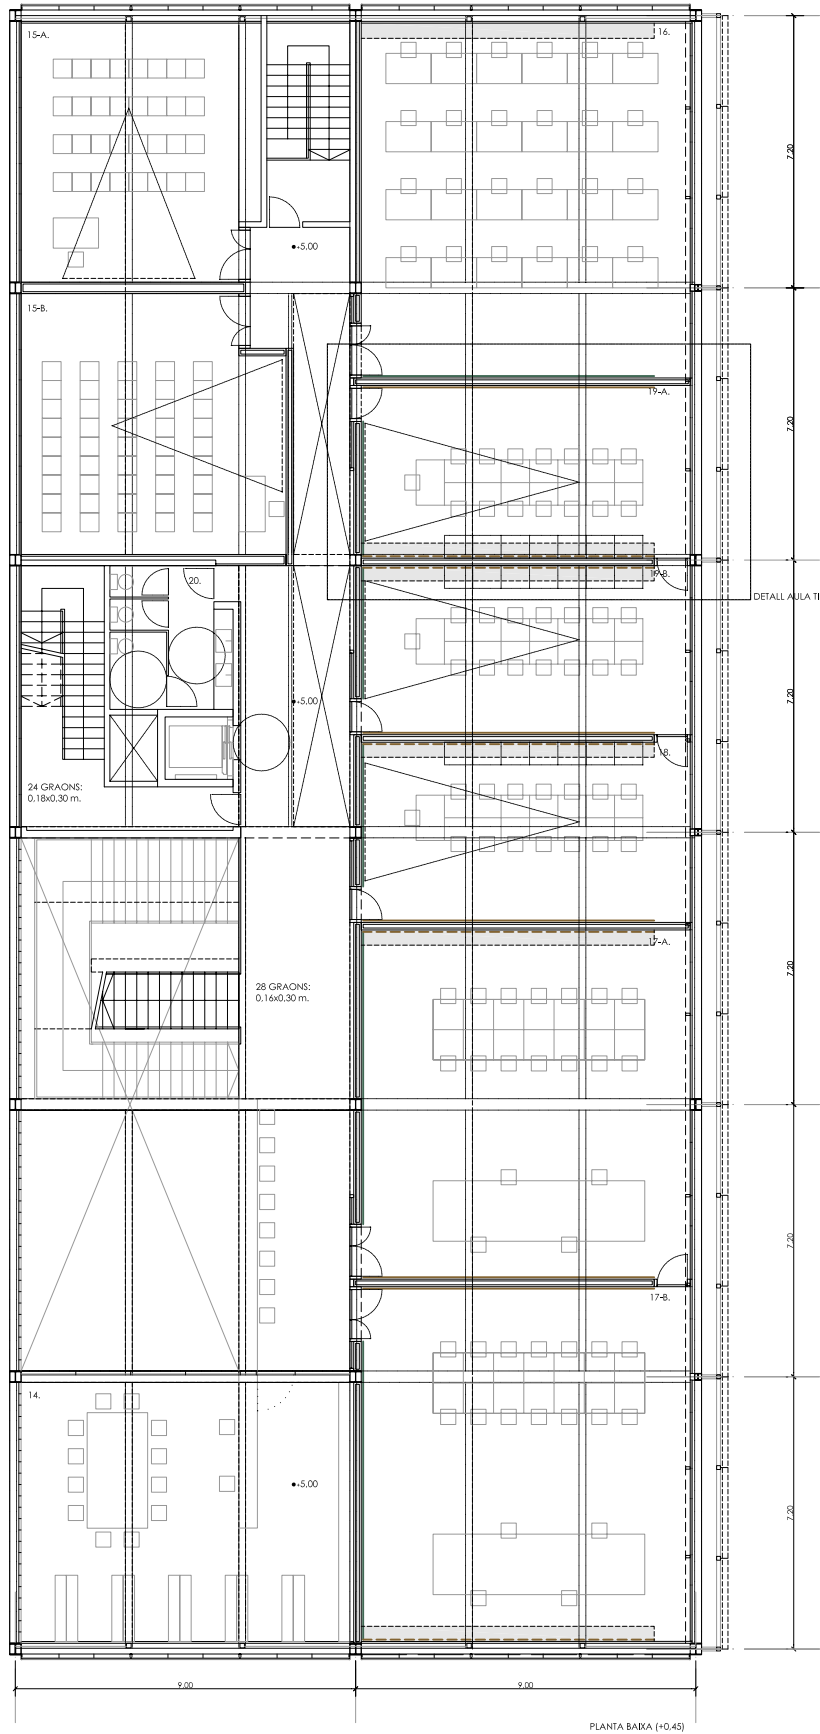 15-A.
16.
7.20
+5,00
15-B.
7.20
19-A.
20.
19-B.
DETALL AULA TI
7.20
+5,00
18.
24 GRAONS:
0,18x0,30 m.
17-A.
7.20
28 GRAONS:
0,16x0,30 m.
7.20
17-B.
14.
+5,00
7.20
9.00
9.00
PLANTA BAIXA (+0,45)